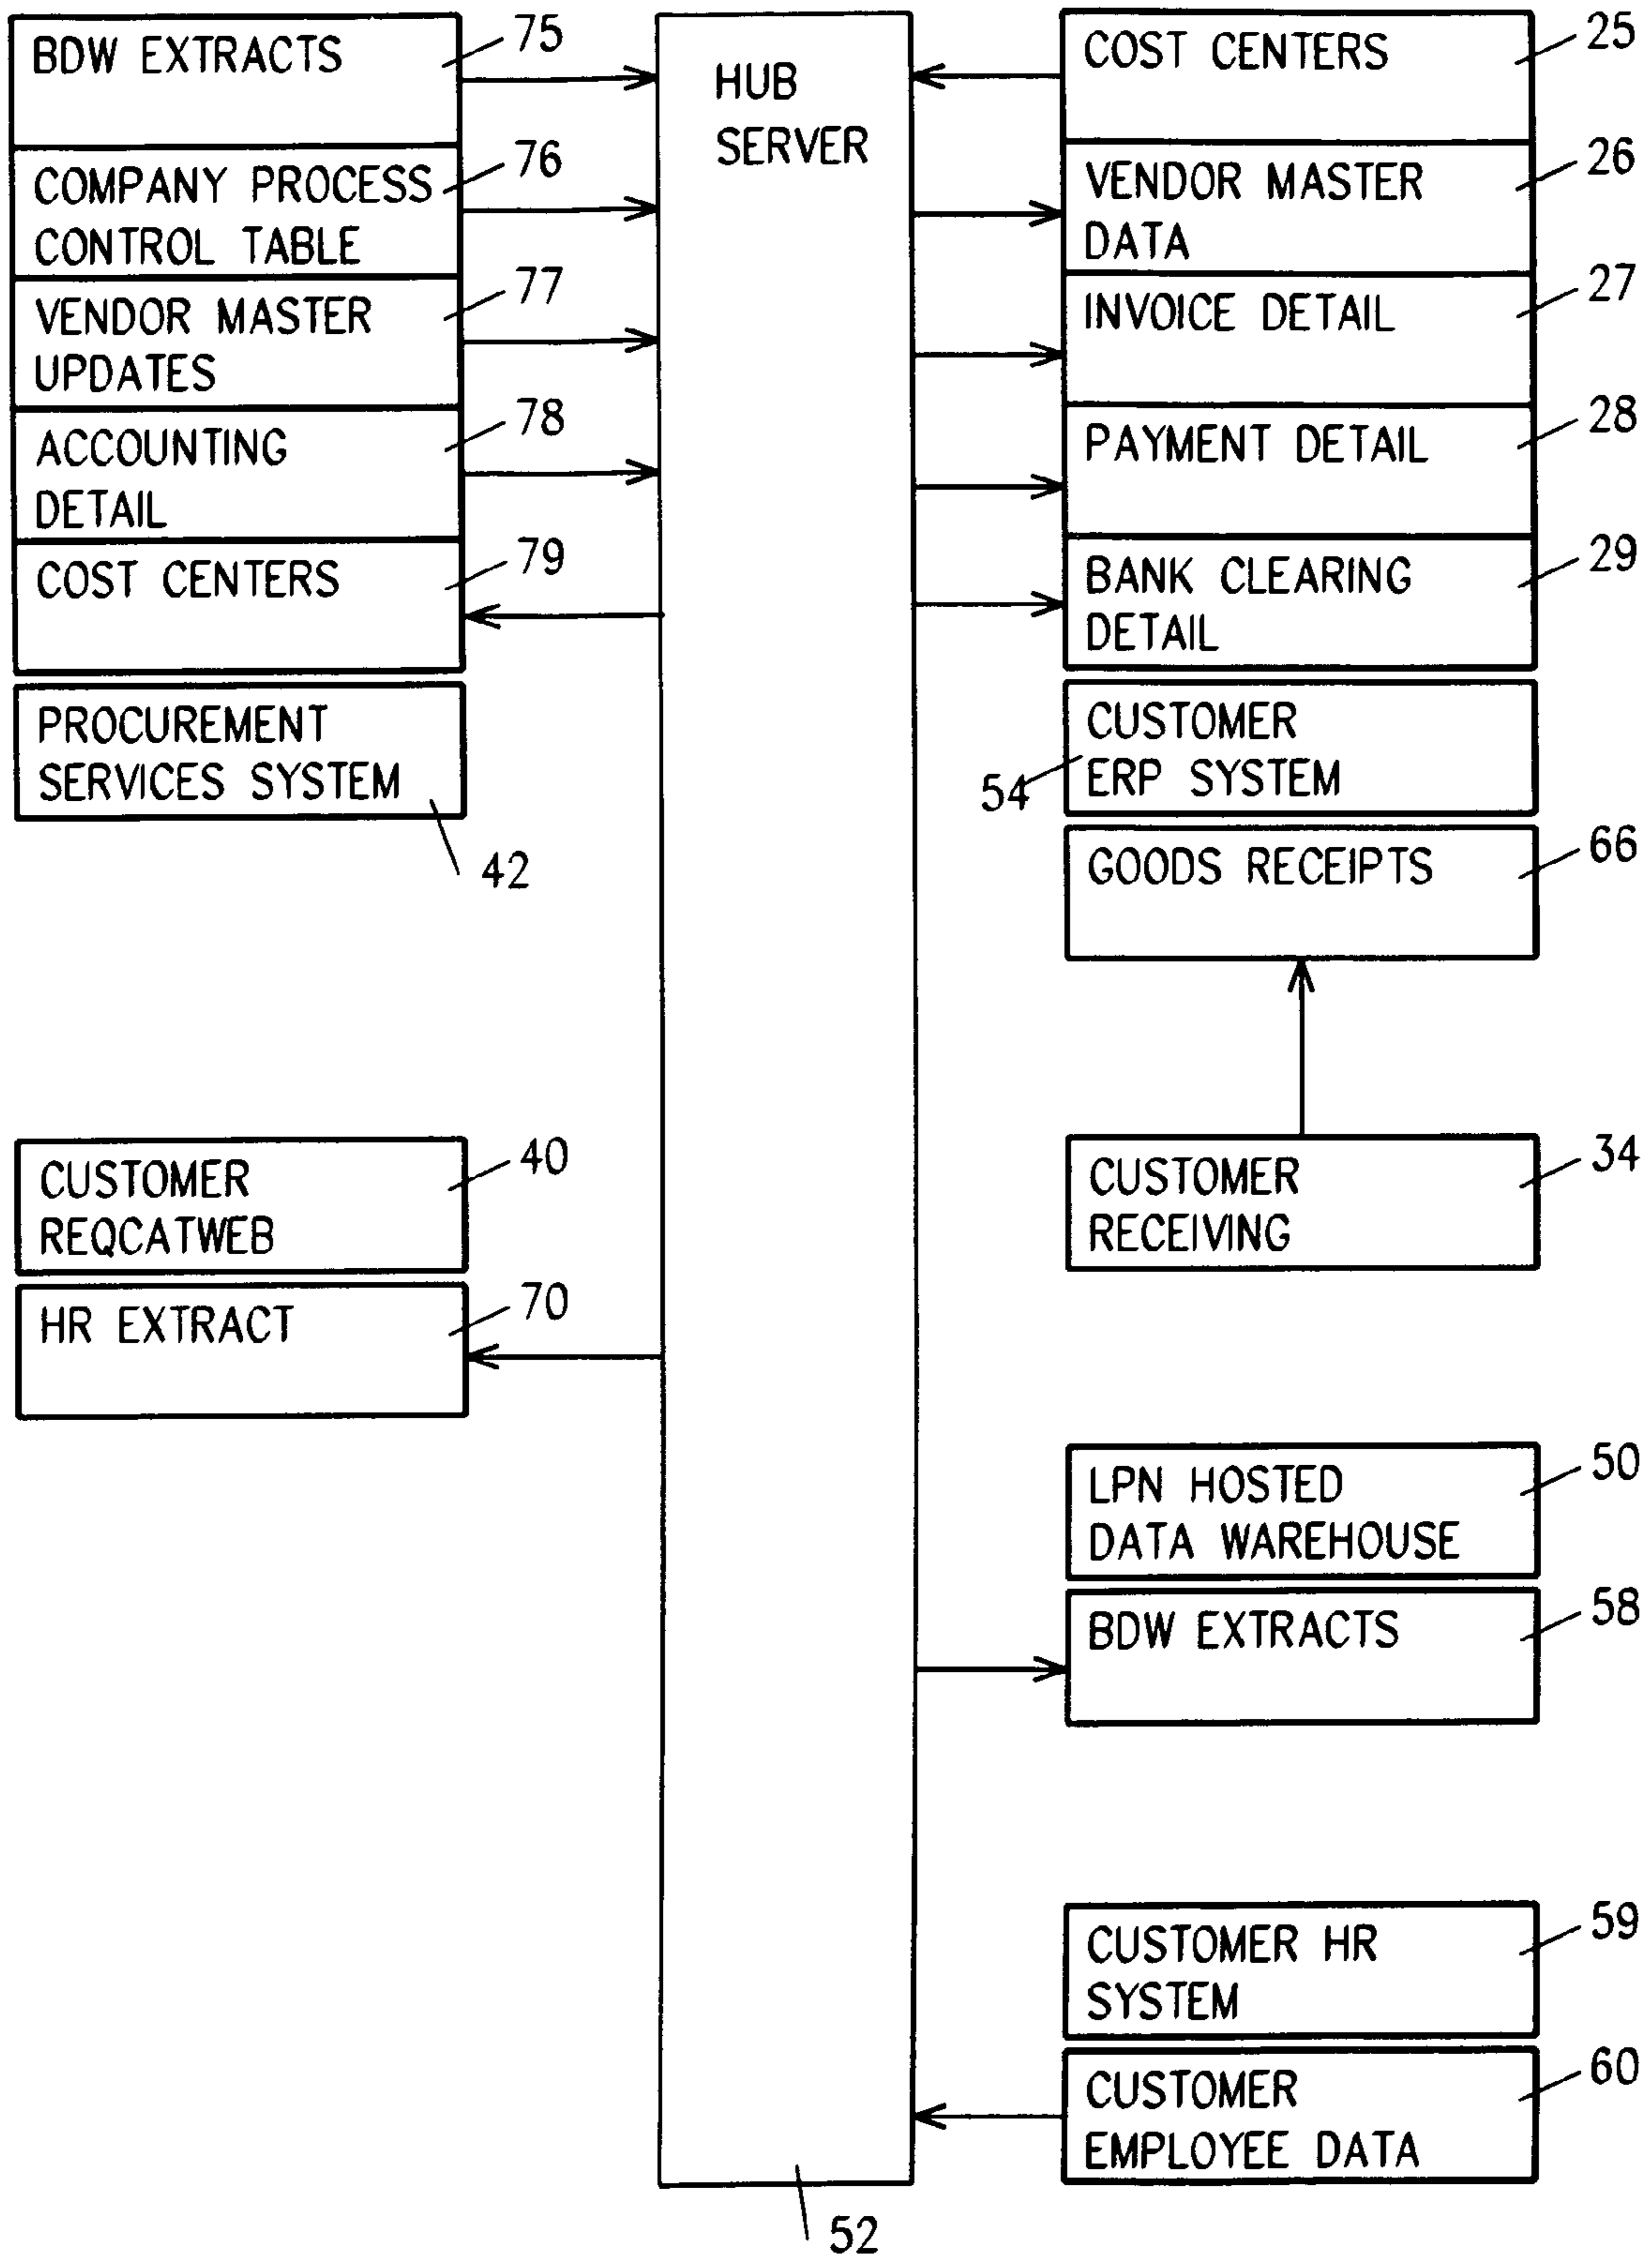 BDW EXTRACTS
75
COMPANY PROCESS
CONTROL TABLE
76
VENDOR MASTER
UPDATES
77
ACCOUNTING
DETAIL
78
COST CENTERS
79
PROCUREMENT
SERVICES SYSTEM
42
CUSTOMER
REQCATWEB
40
HR EXTRACT
70
HUB
SERVER
52
COST CENTERS
25
VENDOR MASTER
DATA
26
INVOICE DETAIL
27
PAYMENT DETAIL
28
BANK CLEARING
DETAIL
29
CUSTOMER
ERP SYSTEM
54
GOODS RECEIPTS
66
CUSTOMER
RECEIVING
34
LPN HOSTED
DATA WAREHOUSE
50
BDW EXTRACTS
58
CUSTOMER HR
SYSTEM
59
CUSTOMER
EMPLOYEE DATA
60